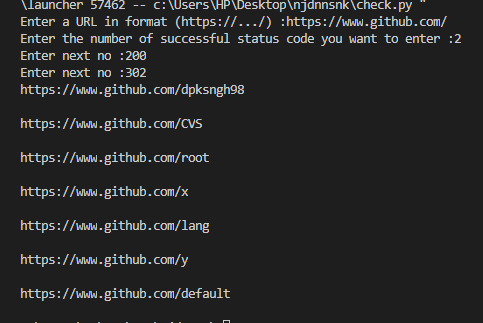 \launcher 57462 -- c:\Users\HP\Desktop\njdnnsnk\check.py "
Enter a URL in format (https://.../) :https://www.github.com/
Enter the number of successful status code you want to enter :2
Enter next no :200
Enter next no :302
https://www.github.com/dpksngh98
https://www.github.com/CVS
https://www.github.com/root
https://www.github.com/x
https://www.github.com/lang
https://www.github.com/y
https://www.github.com/default